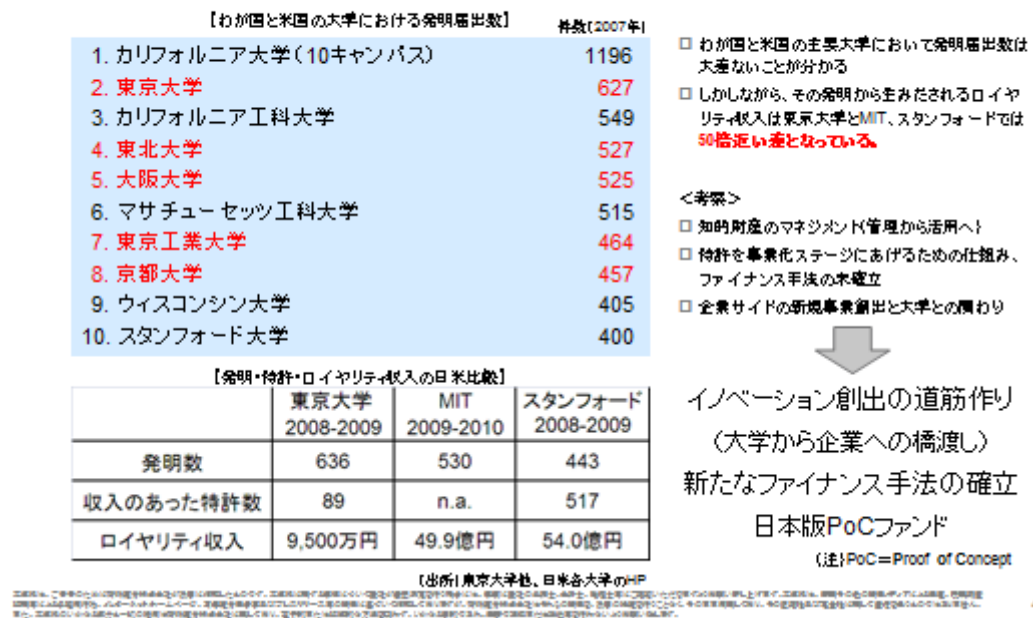 【わが国と米国の大学における発明届出数】 件数(2007年)
1. カリフォルニア大学(10キャンパス) 1196
2. 東京大学 627
3. カリフォルニア工科大学 549
4. 東北大学 527
5. 大阪大学 525
6. マサチューセッツ工科大学 515
7. 東京工業大学 464
8. 京都大学 457
9. ウィスコンシン大学 405
10. スタンフォード大学 400
【発明・特許・ロイヤリティ収入の日米比較】
東京大学 MIT スタンフォード
2008-2009 2009-2010 2008-2009
発明数 636 530 443
収入のあった特許数 89 n.a. 517
ロイヤリティ収入 9,500万円 49.9億円 54.0億円
(出所)東京大学他、日米各大学のHP
□ わが国と米国の主要大学において発明届出数は
大差ないことが分かる
□ しかしながら、その発明から生みだされるロイヤ
リティ収入は東京大学とMIT、スタンフォードでは
50倍近い差となっている。
<考察>
□ 知的財産のマネジメント(管理から活用へ)
□ 特許を事業化ステージにあげるための仕組み、
ファイナンス手法の未確立
□ 企業サイドの新規事業創出と大学との関わり
イノベーション創出の道筋作り
(大学から企業への橋渡し)
新たなファイナンス手法の確立
日本版PoCファンド
(注)PoC=Proof of Concept